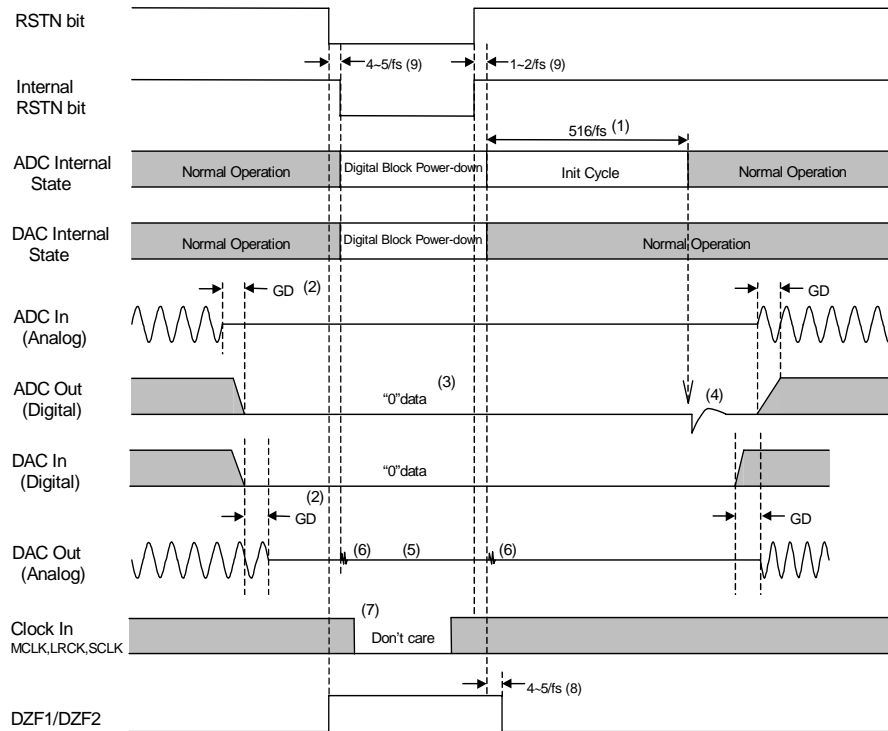 RSTN bit
4~5/fs (9)
1~2/fs (9)
Internal
RSTN bit
516/fs (1)
ADC Internal
State
Normal Operation
Digital Block Power-down
Init Cycle
Normal Operation
DAC Internal
State
Normal Operation
Digital Block Power-down
Normal Operation
GD (2)
GD
ADC In
(Analog)
ADC Out
(Digital)
“0”data (3)
(4)
DAC In
(Digital)
“0”data
(2)
GD
GD
DAC Out
(Analog)
(6)
(5)
(6)
Clock In
MCLK,LRCK,SCLK
(7)
Don’t care
4~5/fs (8)
DZF1/DZF2